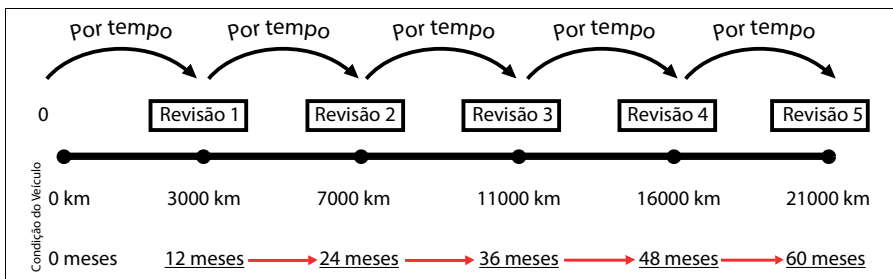 Por tempo Por tempo Por tempo Por tempo Por tempo
0 Revisão 1 Revisão 2 Revisão 3 Revisão 4 Revisão 5
Condição do Veículo
0 km 3000 km 7000 km 11000 km 16000 km 21000 km
0 meses 12 meses 24 meses 36 meses 48 meses 60 meses